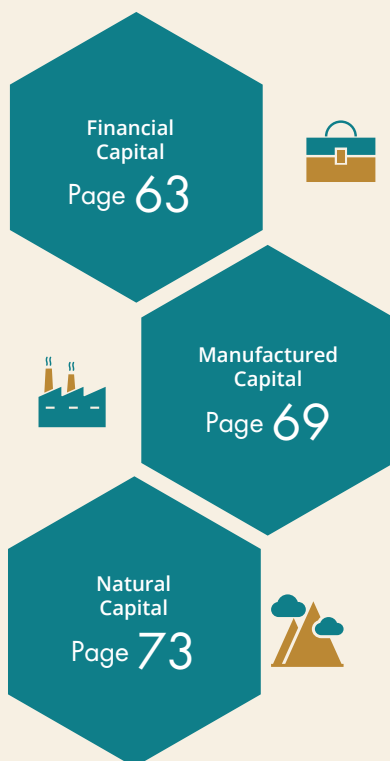 Financial
Capital
Page 63
Manufactured
Capital
Page 69
Natural
Capital
Page 73